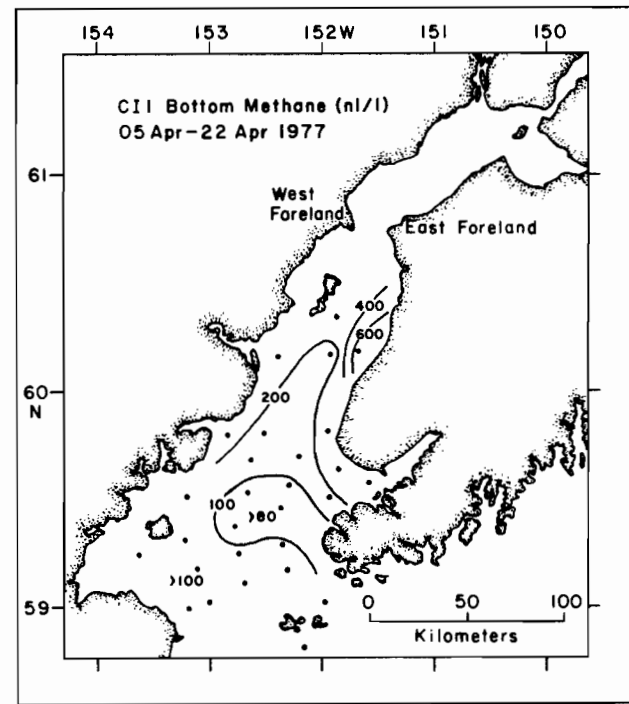 154 153 152W 151 150
CII Bottom Methane (nl/l)
05 Apr-22 Apr 1977
61
West
Foreland
East Foreland
400
600
60
N
200
100
>80
>100
59
0 50 100
Kilometers